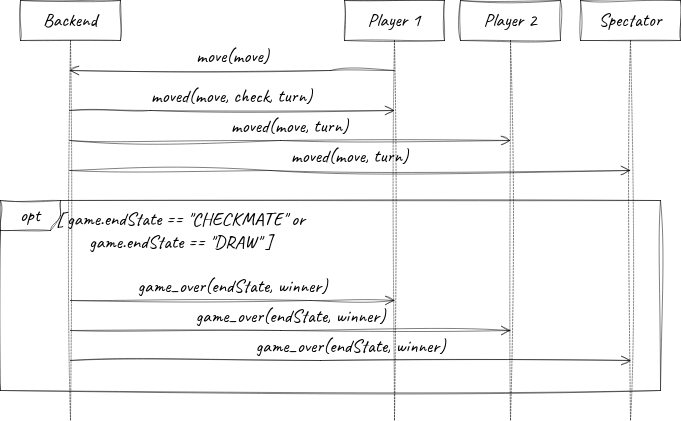 Backend
Player 1
Player 2
Spectator
move(move)
moved(move, check, turn)
moved(move, turn)
moved(move, turn)
opt
[ game.endState == "CHECKMATE" or
game.endState == "DRAW" ]
game_over(endState, winner)
game_over(endState, winner)
game_over(endState, winner)